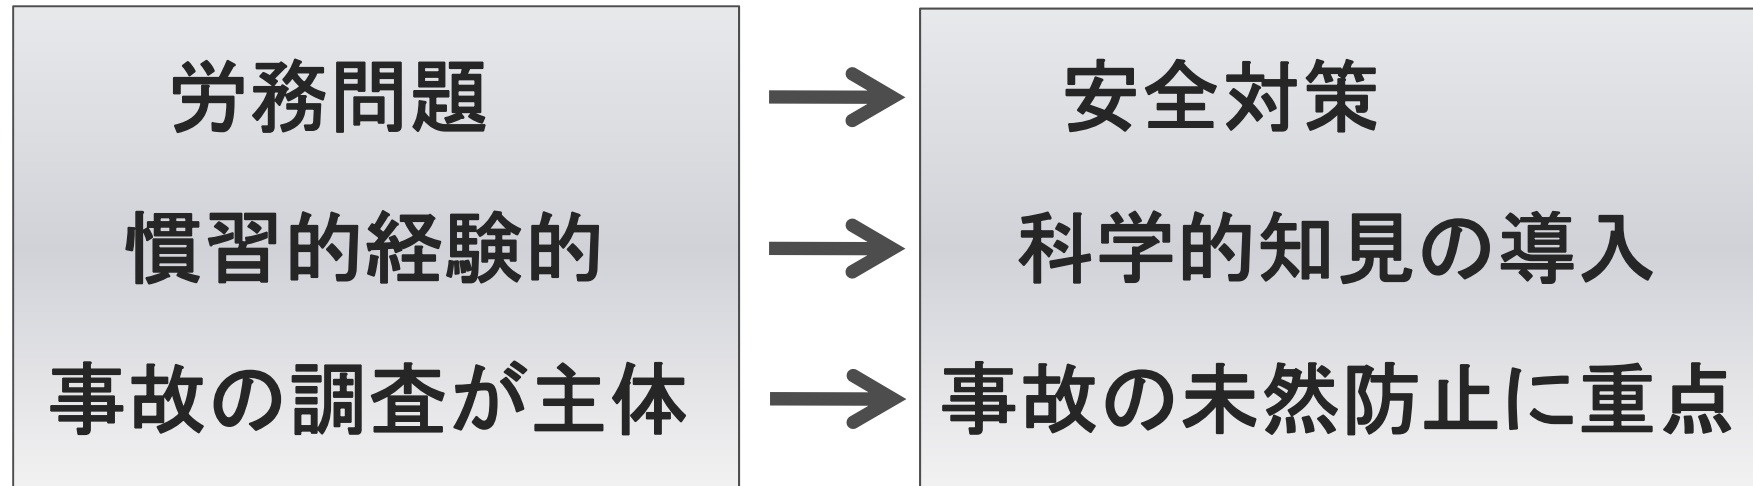 労務問題
慣習的経験的
事故の調査が主体
安全対策
科学的知見の導入
事故の未然防止に重点